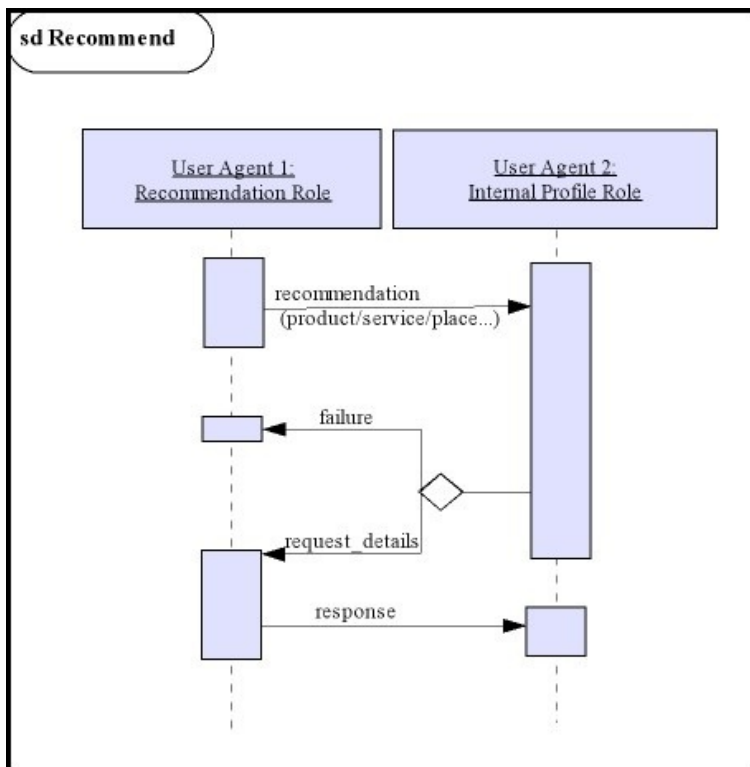 sd Recommend
User Agent 1:
Recommendation Role
User Agent 2:
Internal Profile Role
recommendation
(product/service/place...)
failure
request_details
response